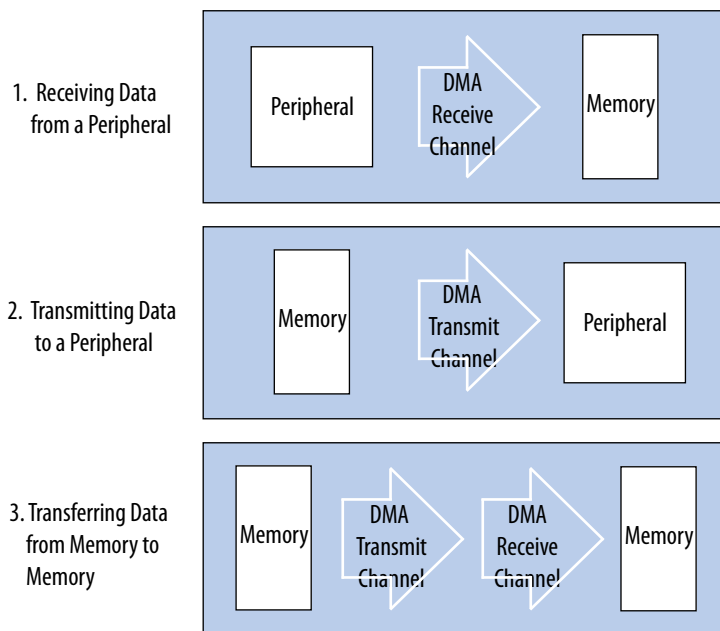 1. Receiving Data
from a Peripheral
Peripheral
DMA
Receive
Channel
Memory
2. Transmitting Data
to a Peripheral
Memory
DMA
Transmit
Channel
Peripheral
3. Transferring Data
from Memory to
Memory
Memory
DMA
Transmit
Channel
DMA
Receive
Channel
Memory